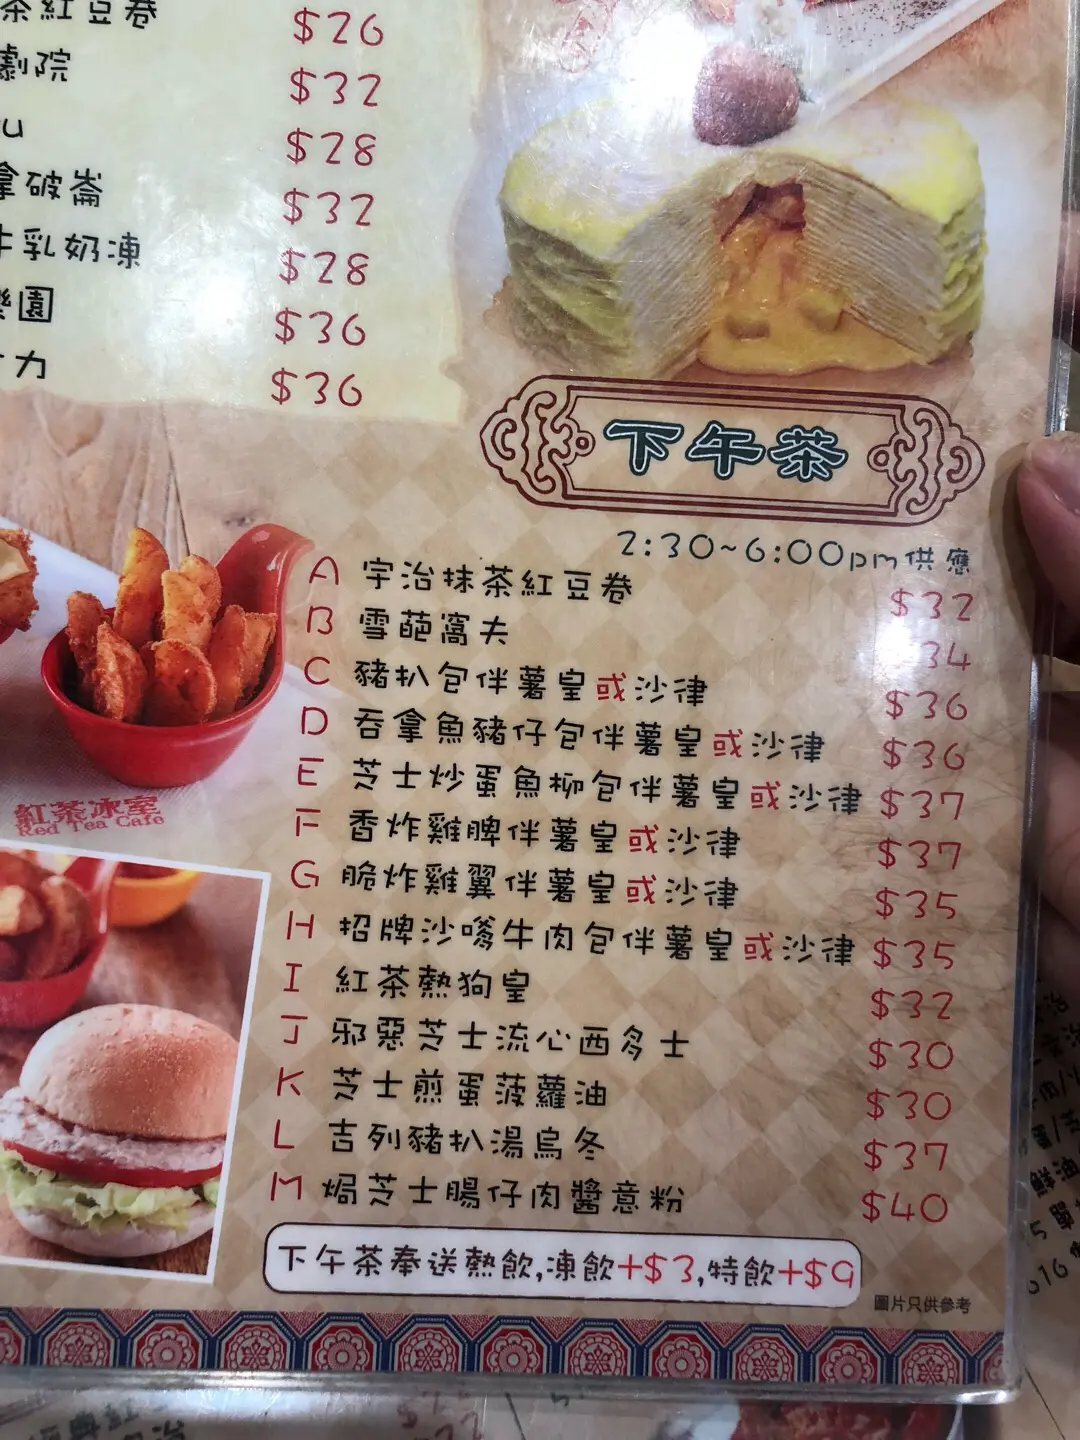 茶紅豆卷 $26
劇院 $32
u $28
拿破崙 $32
牛乳奶凍 $28
樂園 $36
力 $36
下午茶
2:30~6:00pm供應
A 宇治抹茶紅豆卷 $32
B 雪葩窩夫 34
C 豬扒包伴薯皇或沙律 $36
D 吞拿魚豬仔包伴薯皇或沙律 $36
E 芝士炒蛋魚柳包伴薯皇或沙律 $37
F 香炸雞脾伴薯皇或沙律 $37
G 脆炸雞翼伴薯皇或沙律 $35
H 招牌沙嗲牛肉包伴薯皇或沙律 $35
I 紅茶熱狗皇 $32
J 邪惡芝士流心西多士 $30
K 芝士煎蛋菠蘿油 $30
L 吉列豬扒湯烏冬 $37
M 焗芝士腸仔肉醬意粉 $40
下午茶奉送熱飲,凍飲+$3,特飲+$9
圖片只供參考
紅茶冰室
Red Tea Cafe